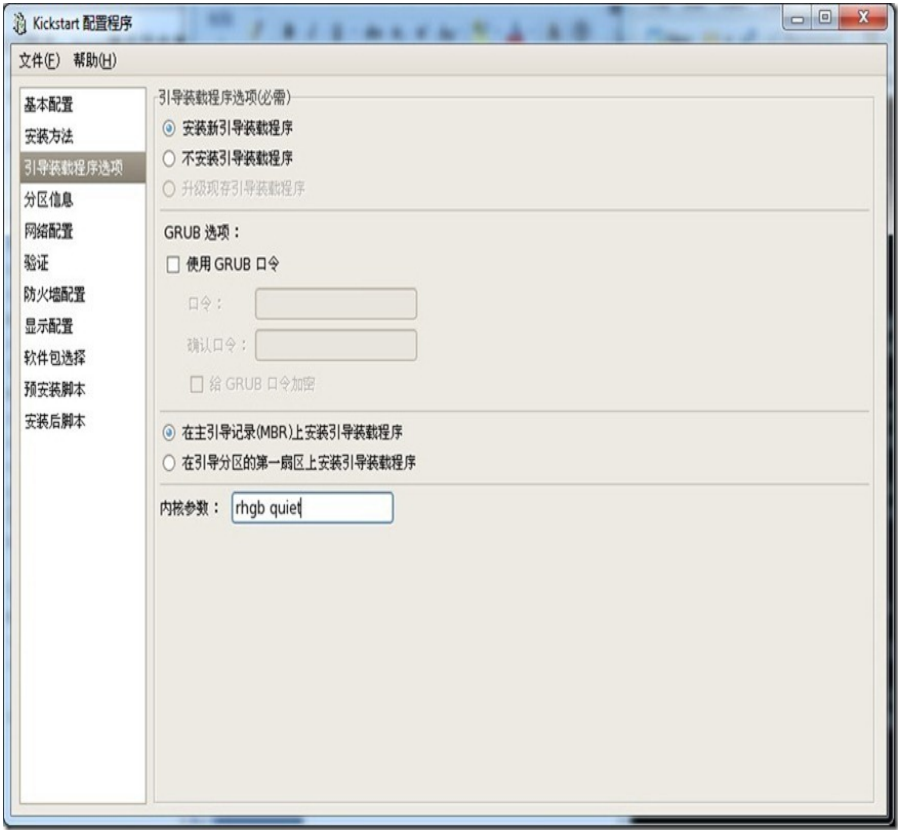 Kickstart 配置程序
文件(F) 帮助(H)
基本配置
安装方法
引导装载程序选项
分区信息
网络配置
验证
防火墙配置
显示配置
软件包选择
预安装脚本
安装后脚本
引导装载程序选项(必需)
安装新引导装载程序
不安装引导装载程序
升级现存引导装载程序
GRUB 选项：
使用 GRUB 口令
口令：
确认口令：
给 GRUB 口令加密
在主引导记录(MBR)上安装引导装载程序
在引导分区的第一扇区上安装引导装载程序
内核参数： rhgb quiet